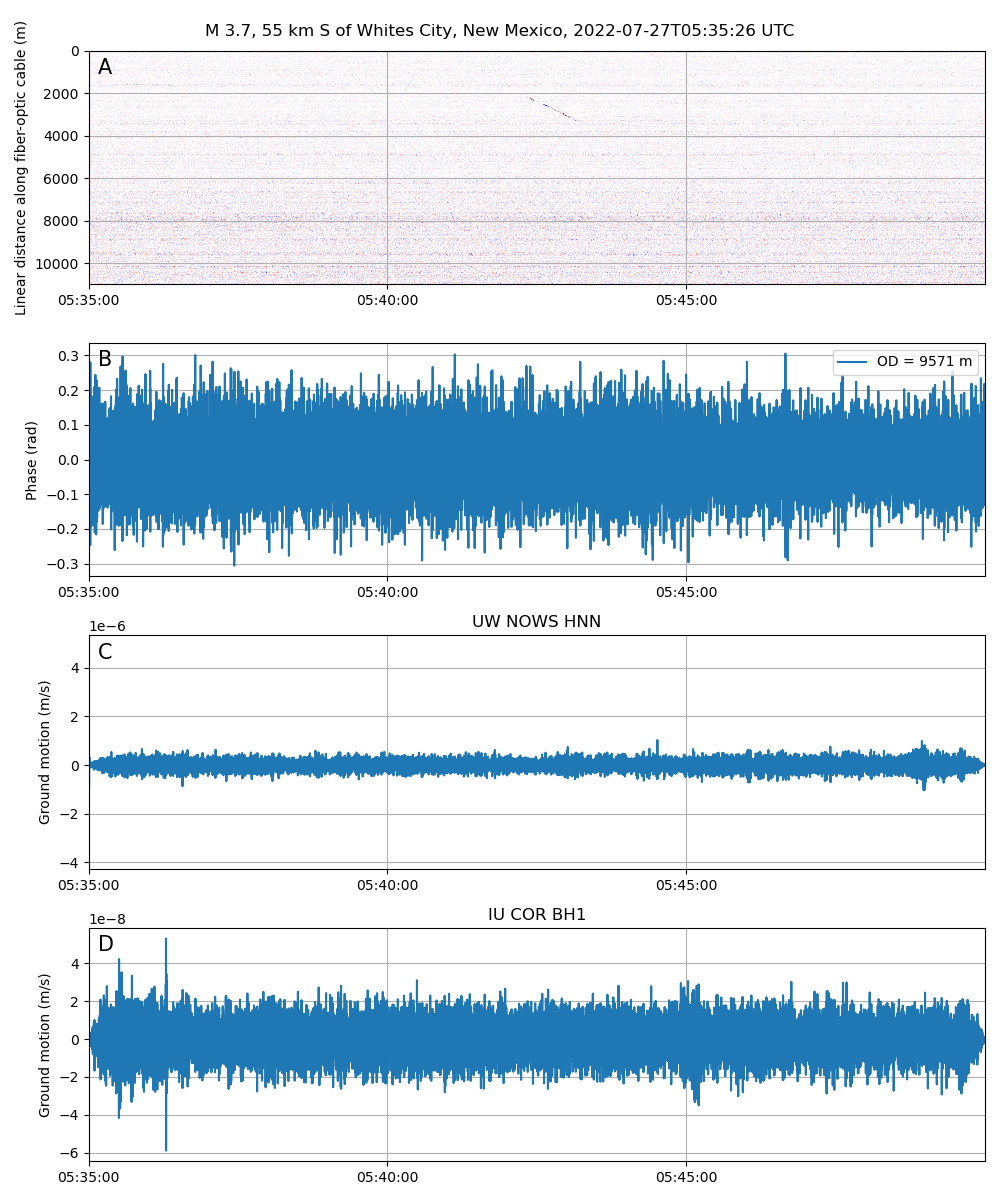 M 3.7, 55 km S of Whites City, New Mexico, 2022-07-27T05:35:26 UTC
A
Linear distance along fiber-optic cable (m)
0
2000
4000
6000
8000
10000
05:35:00 05:40:00 05:45:00
B
OD = 9571 m
Phase (rad)
0.3
0.2
0.1
0.0
−0.1
−0.2
−0.3
05:35:00 05:40:00 05:45:00
UW NOWS HNN
1e−6
C
Ground motion (m/s)
4
2
0
−2
−4
05:35:00 05:40:00 05:45:00
IU COR BH1
1e−8
D
Ground motion (m/s)
4
2
0
−2
−4
−6
05:35:00 05:40:00 05:45:00